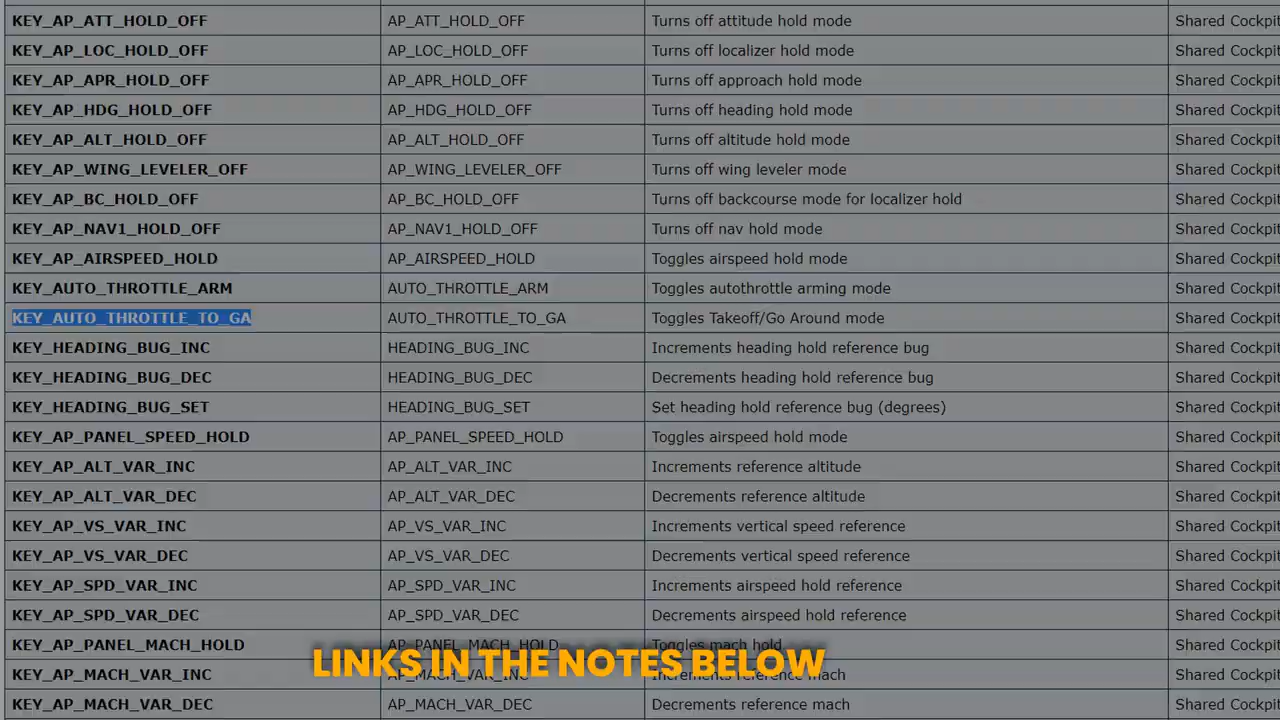 KEY_AP_ATT_HOLD_OFF AP_ATT_HOLD_OFF Turns off attitude hold mode Shared Cockpit
KEY_AP_LOC_HOLD_OFF AP_LOC_HOLD_OFF Turns off localizer hold mode Shared Cockpit
KEY_AP_APR_HOLD_OFF AP_APR_HOLD_OFF Turns off approach hold mode Shared Cockpit
KEY_AP_HDG_HOLD_OFF AP_HDG_HOLD_OFF Turns off heading hold mode Shared Cockpit
KEY_AP_ALT_HOLD_OFF AP_ALT_HOLD_OFF Turns off altitude hold mode Shared Cockpit
KEY_AP_WING_LEVELER_OFF AP_WING_LEVELER_OFF Turns off wing leveler mode Shared Cockpit
KEY_AP_BC_HOLD_OFF AP_BC_HOLD_OFF Turns off backcourse mode for localizer hold Shared Cockpit
KEY_AP_NAV1_HOLD_OFF AP_NAV1_HOLD_OFF Turns off nav hold mode Shared Cockpit
KEY_AP_AIRSPEED_HOLD AP_AIRSPEED_HOLD Toggles airspeed hold mode Shared Cockpit
KEY_AUTO_THROTTLE_ARM AUTO_THROTTLE_ARM Toggles autothrottle arming mode Shared Cockpit
KEY_AUTO_THROTTLE_TO_GA AUTO_THROTTLE_TO_GA Toggles Takeoff/Go Around mode Shared Cockpit
KEY_HEADING_BUG_INC HEADING_BUG_INC Increments heading hold reference bug Shared Cockpit
KEY_HEADING_BUG_DEC HEADING_BUG_DEC Decrements heading hold reference bug Shared Cockpit
KEY_HEADING_BUG_SET HEADING_BUG_SET Set heading hold reference bug (degrees) Shared Cockpit
KEY_AP_PANEL_SPEED_HOLD AP_PANEL_SPEED_HOLD Toggles airspeed hold mode Shared Cockpit
KEY_AP_ALT_VAR_INC AP_ALT_VAR_INC Increments reference altitude Shared Cockpit
KEY_AP_ALT_VAR_DEC AP_ALT_VAR_DEC Decrements reference altitude Shared Cockpit
KEY_AP_VS_VAR_INC AP_VS_VAR_INC Increments vertical speed reference Shared Cockpit
KEY_AP_VS_VAR_DEC AP_VS_VAR_DEC Decrements vertical speed reference Shared Cockpit
KEY_AP_SPD_VAR_INC AP_SPD_VAR_INC Increments airspeed hold reference Shared Cockpit
KEY_AP_SPD_VAR_DEC AP_SPD_VAR_DEC Decrements airspeed hold reference Shared Cockpit
KEY_AP_PANEL_MACH_HOLD AP_PANEL_MACH_HOLD Toggles mach hold Shared Cockpit
LINKS IN THE NOTES BELOW
KEY_AP_MACH_VAR_INC AP_MACH_VAR_INC Increments reference mach Shared Cockpit
KEY_AP_MACH_VAR_DEC AP_MACH_VAR_DEC Decrements reference mach Shared Cockpit